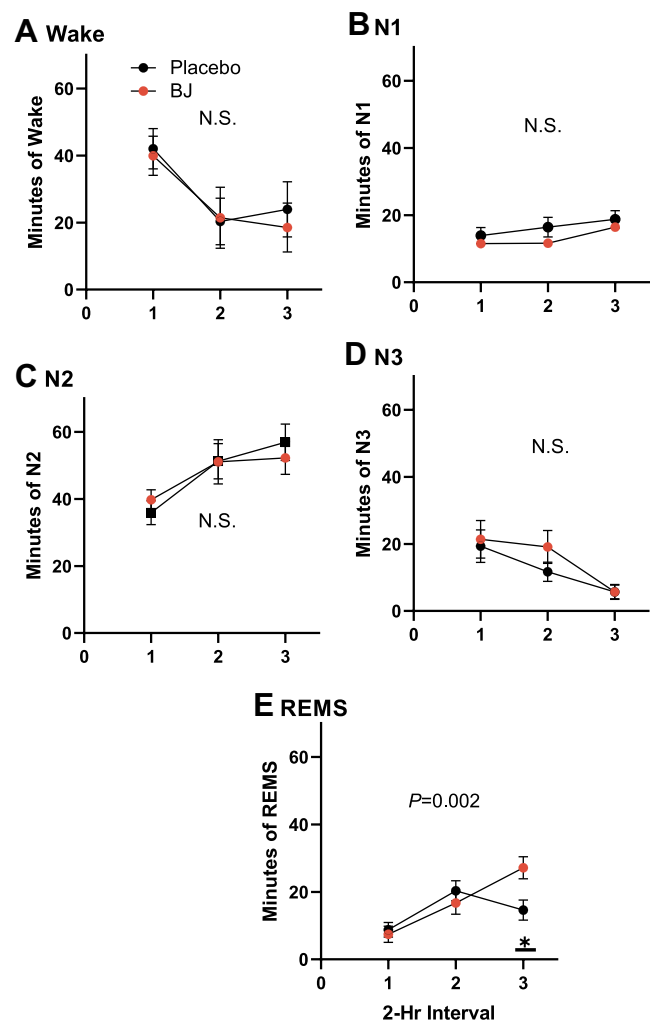 A Wake
Minutes of Wake
60
40
20
0
Placebo
BJ
N.S.
0 1 2 3
B N1
Minutes of N1
60
40
20
0
N.S.
0 1 2 3
C N2
Minutes of N2
60
40
20
0
N.S.
0 1 2 3
D N3
Minutes of N3
60
40
20
0
N.S.
0 1 2 3
E REMS
Minutes of REMS
60
40
20
0
P=0.002
*
0 1 2 3
2-Hr Interval